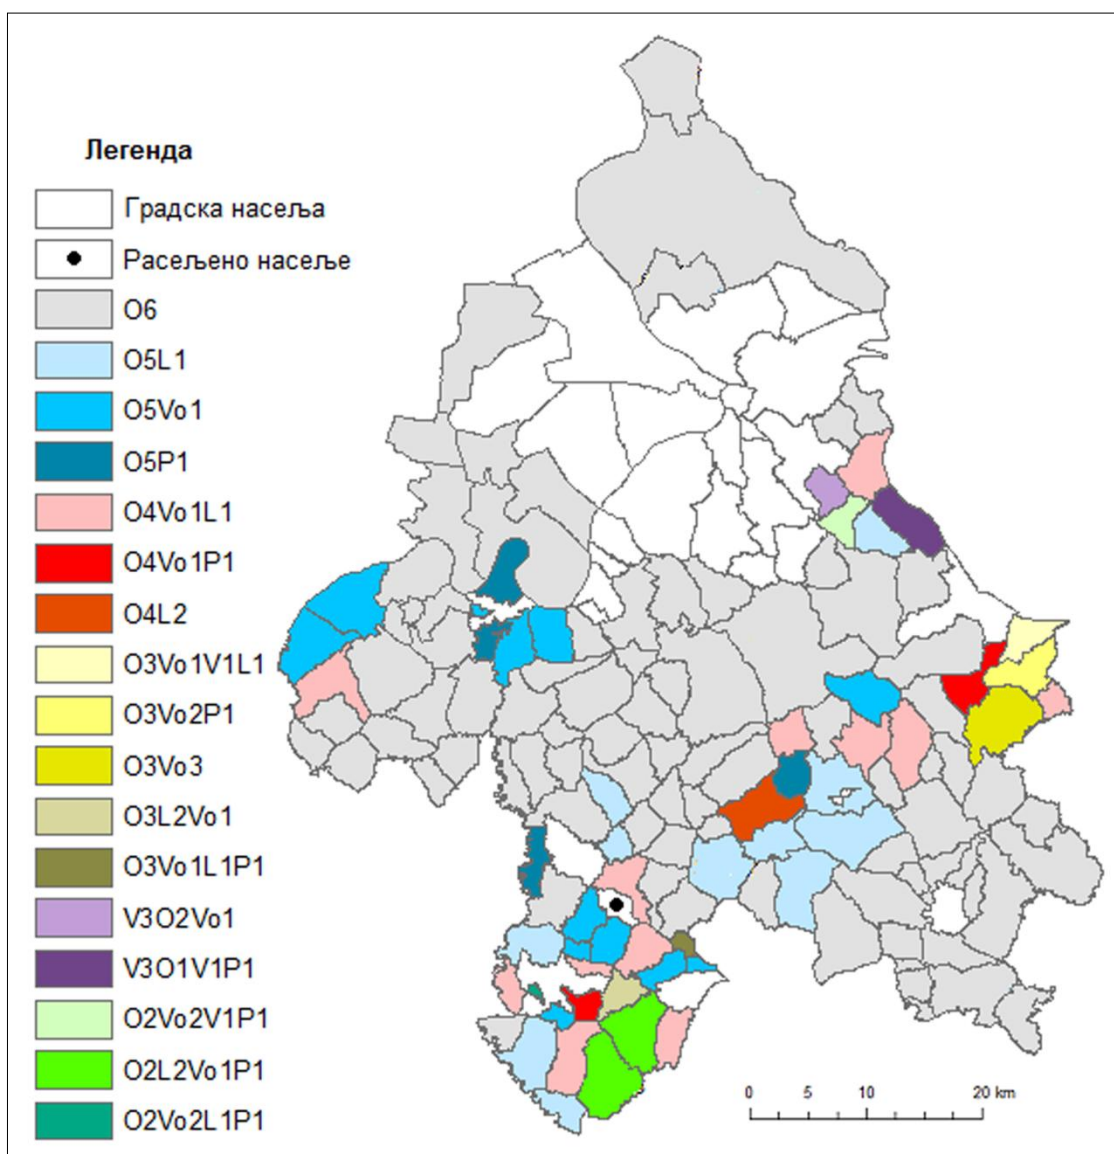 Легенда
Градска насеља
Расељено насеље
O6
O5L1
O5Vo1
O5P1
O4Vo1L1
O4Vo1P1
O4L2
O3Vo1V1L1
O3Vo2P1
O3Vo3
O3L2Vo1
O3Vo1L1P1
V3O2Vo1
V3O1V1P1
O2Vo2V1P1
O2L2Vo1P1
O2Vo2L1P1
0 5 10 20 km